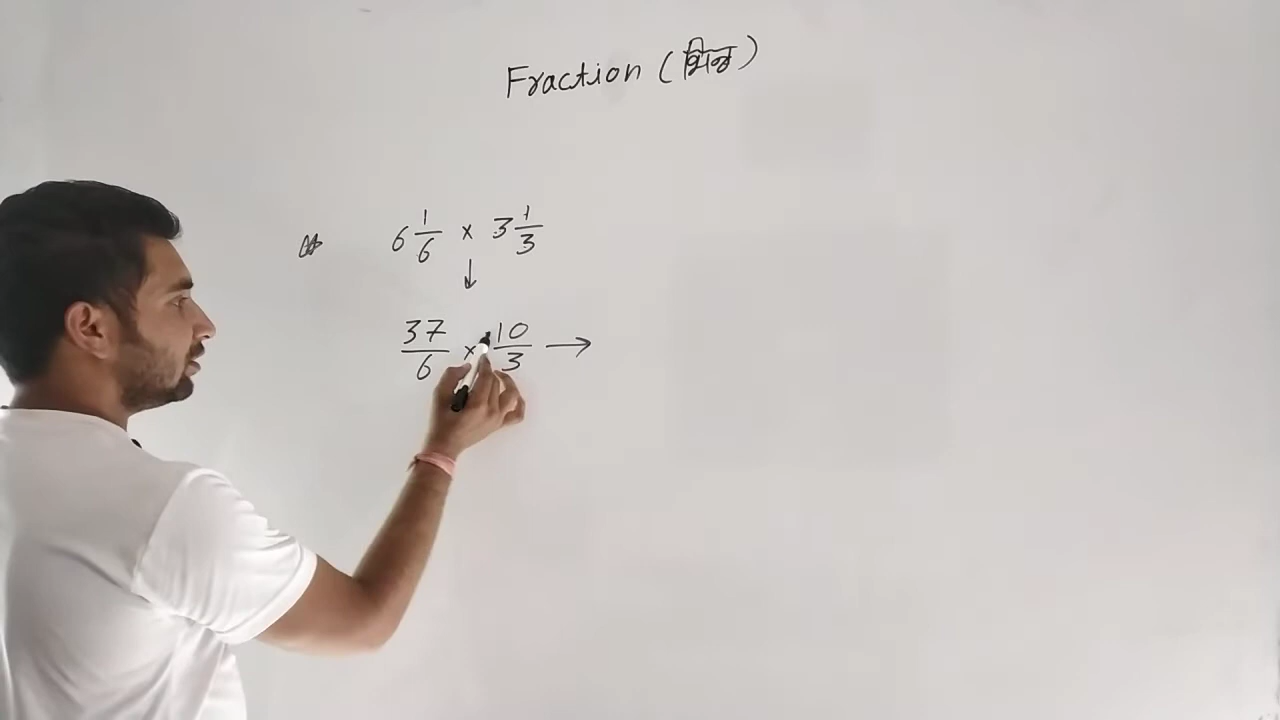 Fraction (भिन्न)
6 1/6 × 3 1/3
↓
37/6 × 10/3 →